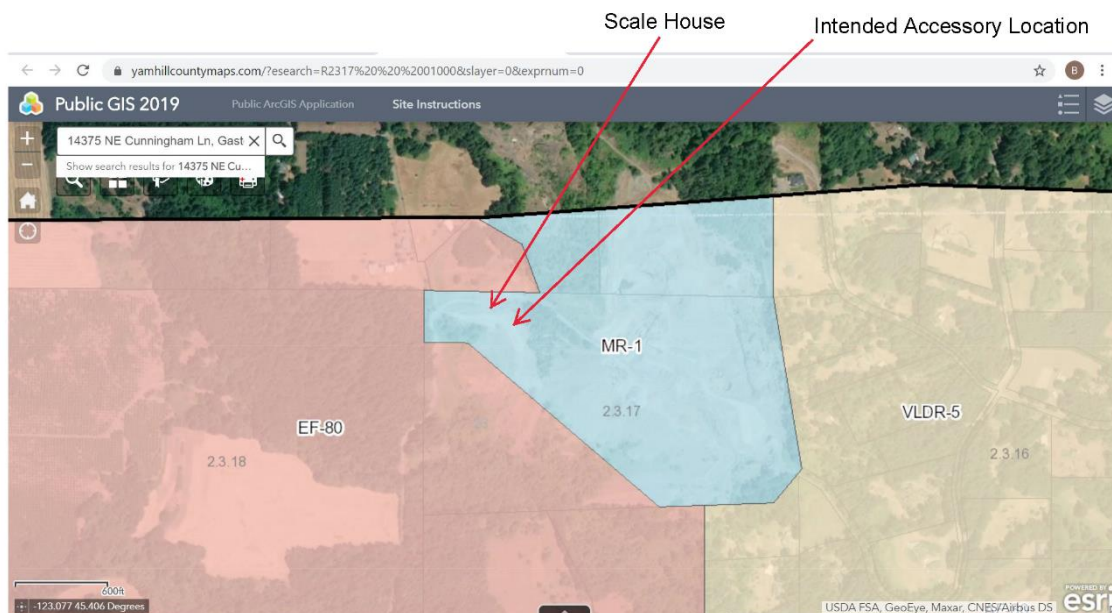 Scale House
Intended Accessory Location
yamhillcountymaps.com/?esearch=R2317%20%20%2001000&slayer=0&exprnum=0
B
Public GIS 2019
Public ArcGIS Application
Site Instructions
14375 NE Cunningham Ln, Gast
Show search results for 14375 NE Cu...
MR-1
2.3.17
EF-80
2.3.18
VLDR-5
2.3.16
600ft
-123.077 45.406 Degrees
USDA FSA, GeoEye, Maxar, CNES/Airbus DS
POWERED BY
esri